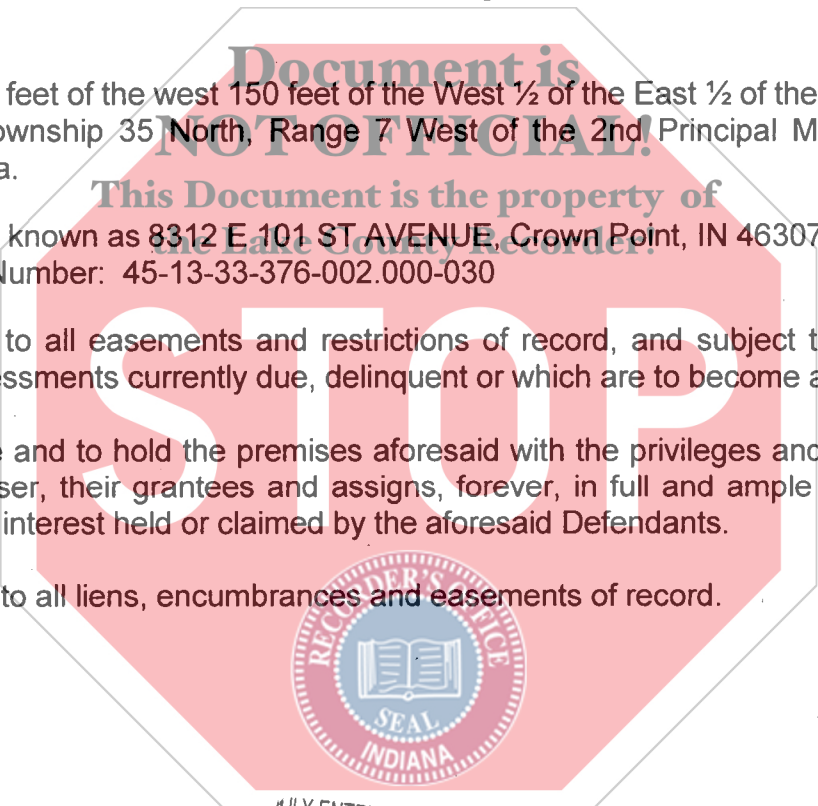 Document is
feet of the west 150 feet of the West ½ of the East ½ of the
NOT OFFICIAL!
ownship 35 North, Range 7 West of the 2nd Principal M
a.
This Document is the property of
known as 8312 E 101 ST AVENUE, Crown Point, IN 46307
the Lake County Recorder!
Number: 45-13-33-376-002.000-030
to all easements and restrictions of record, and subject t
essments currently due, delinquent or which are to become a
STOP
e and to hold the premises aforesaid with the privileges and
ser, their grantees and assigns, forever, in full and ample
interest held or claimed by the aforesaid Defendants.
to all liens, encumbrances and easements of record.
RECORDER'S OFFICE
SEAL
INDIANA